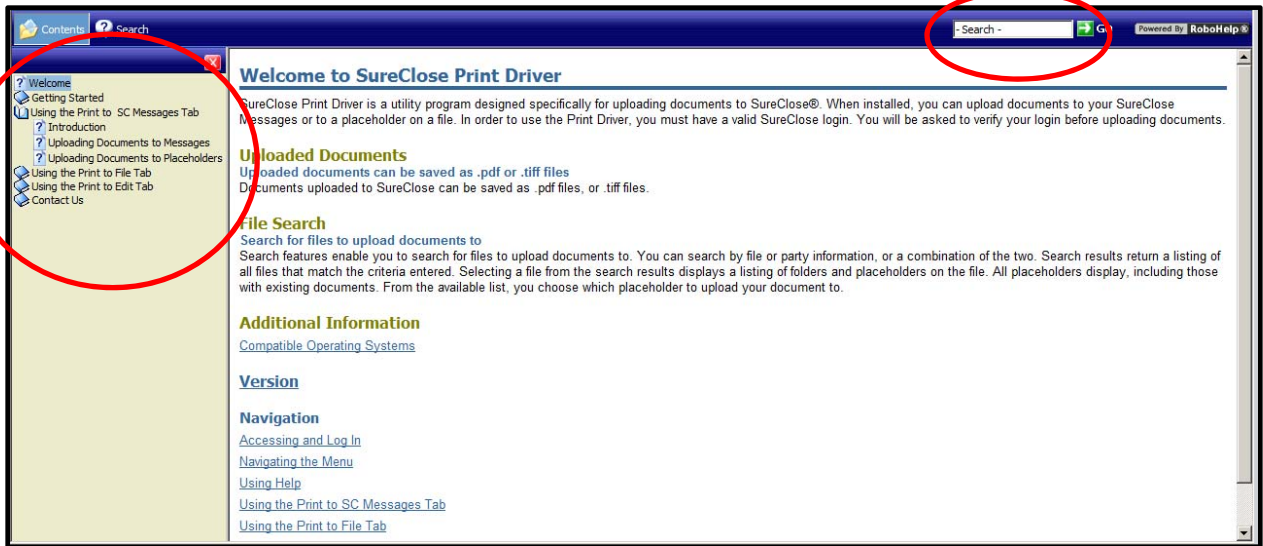 Contents Search - Search - Go Powered By RoboHelp®
Welcome
Getting Started
Using the Print to SC Messages Tab
Introduction
Uploading Documents to Messages
Uploading Documents to Placeholders
Using the Print to File Tab
Using the Print to Edit Tab
Contact Us
Welcome to SureClose Print Driver
SureClose Print Driver is a utility program designed specifically for uploading documents to SureClose®. When installed, you can upload documents to your SureClose
Messages or to a placeholder on a file. In order to use the Print Driver, you must have a valid SureClose login. You will be asked to verify your login before uploading documents.
Uploaded Documents
Uploaded documents can be saved as .pdf or .tiff files
Documents uploaded to SureClose can be saved as .pdf files, or .tiff files.
File Search
Search for files to upload documents to
Search features enable you to search for files to upload documents to. You can search by file or party information, or a combination of the two. Search results return a listing of
all files that match the criteria entered. Selecting a file from the search results displays a listing of folders and placeholders on the file. All placeholders display, including those
with existing documents. From the available list, you choose which placeholder to upload your document to.
Additional Information
Compatible Operating Systems
Version
Navigation
Accessing and Log In
Navigating the Menu
Using Help
Using the Print to SC Messages Tab
Using the Print to File Tab